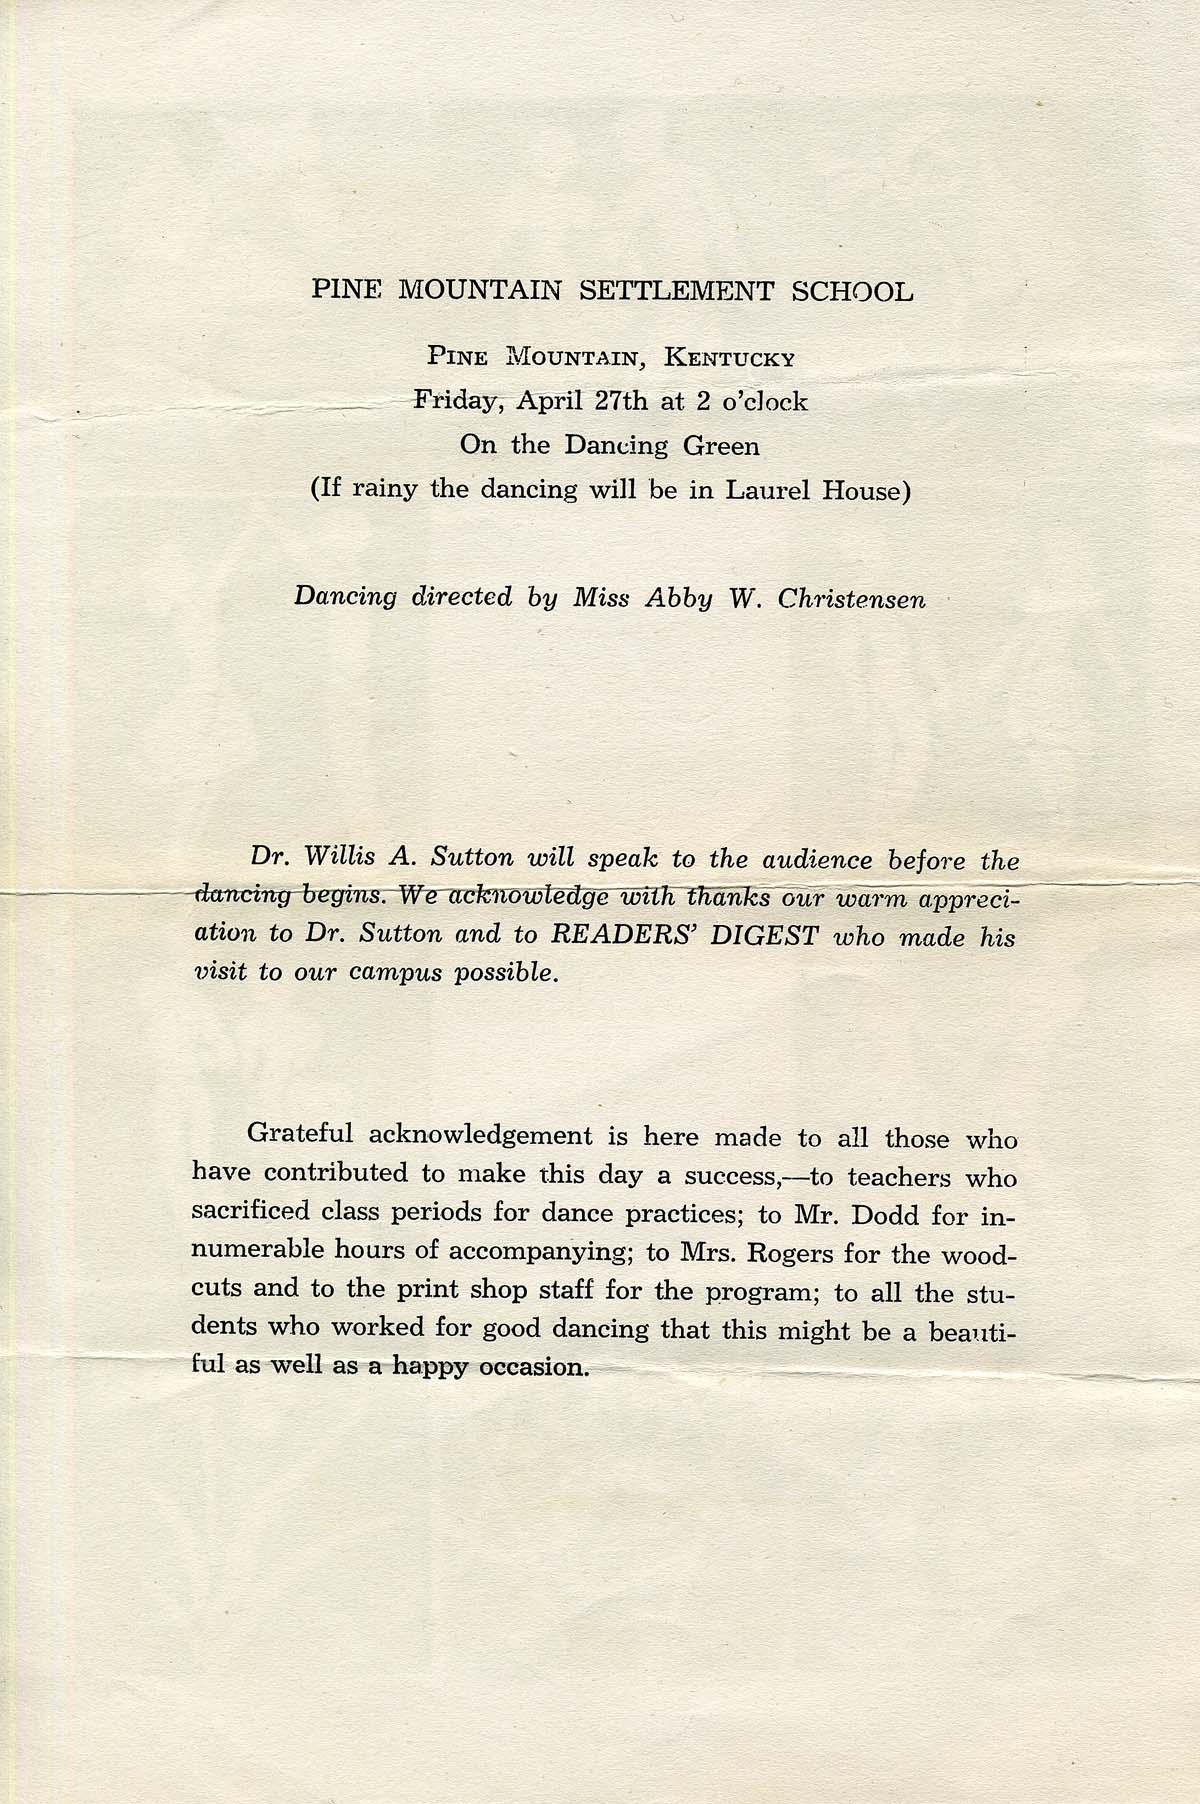 PINE MOUNTAIN SETTLEMENT SCHOOL
Pine Mountain, Kentucky
Friday, April 27th at 2 o'clock
On the Dancing Green
(If rainy the dancing will be in Laurel House)
Dancing directed by Miss Abby W. Christensen
Dr. Willis A. Sutton will speak to the audience before the
dancing begins. We acknowledge with thanks our warm appreci-
ation to Dr. Sutton and to READERS' DIGEST who made his
visit to our campus possible.
Grateful acknowledgement is here made to all those who
have contributed to make this day a success,—to teachers who
sacrificed class periods for dance practices; to Mr. Dodd for in-
numerable hours of accompanying; to Mrs. Rogers for the wood-
cuts and to the print shop staff for the program; to all the stu-
dents who worked for good dancing that this might be a beauti-
ful as well as a happy occasion.